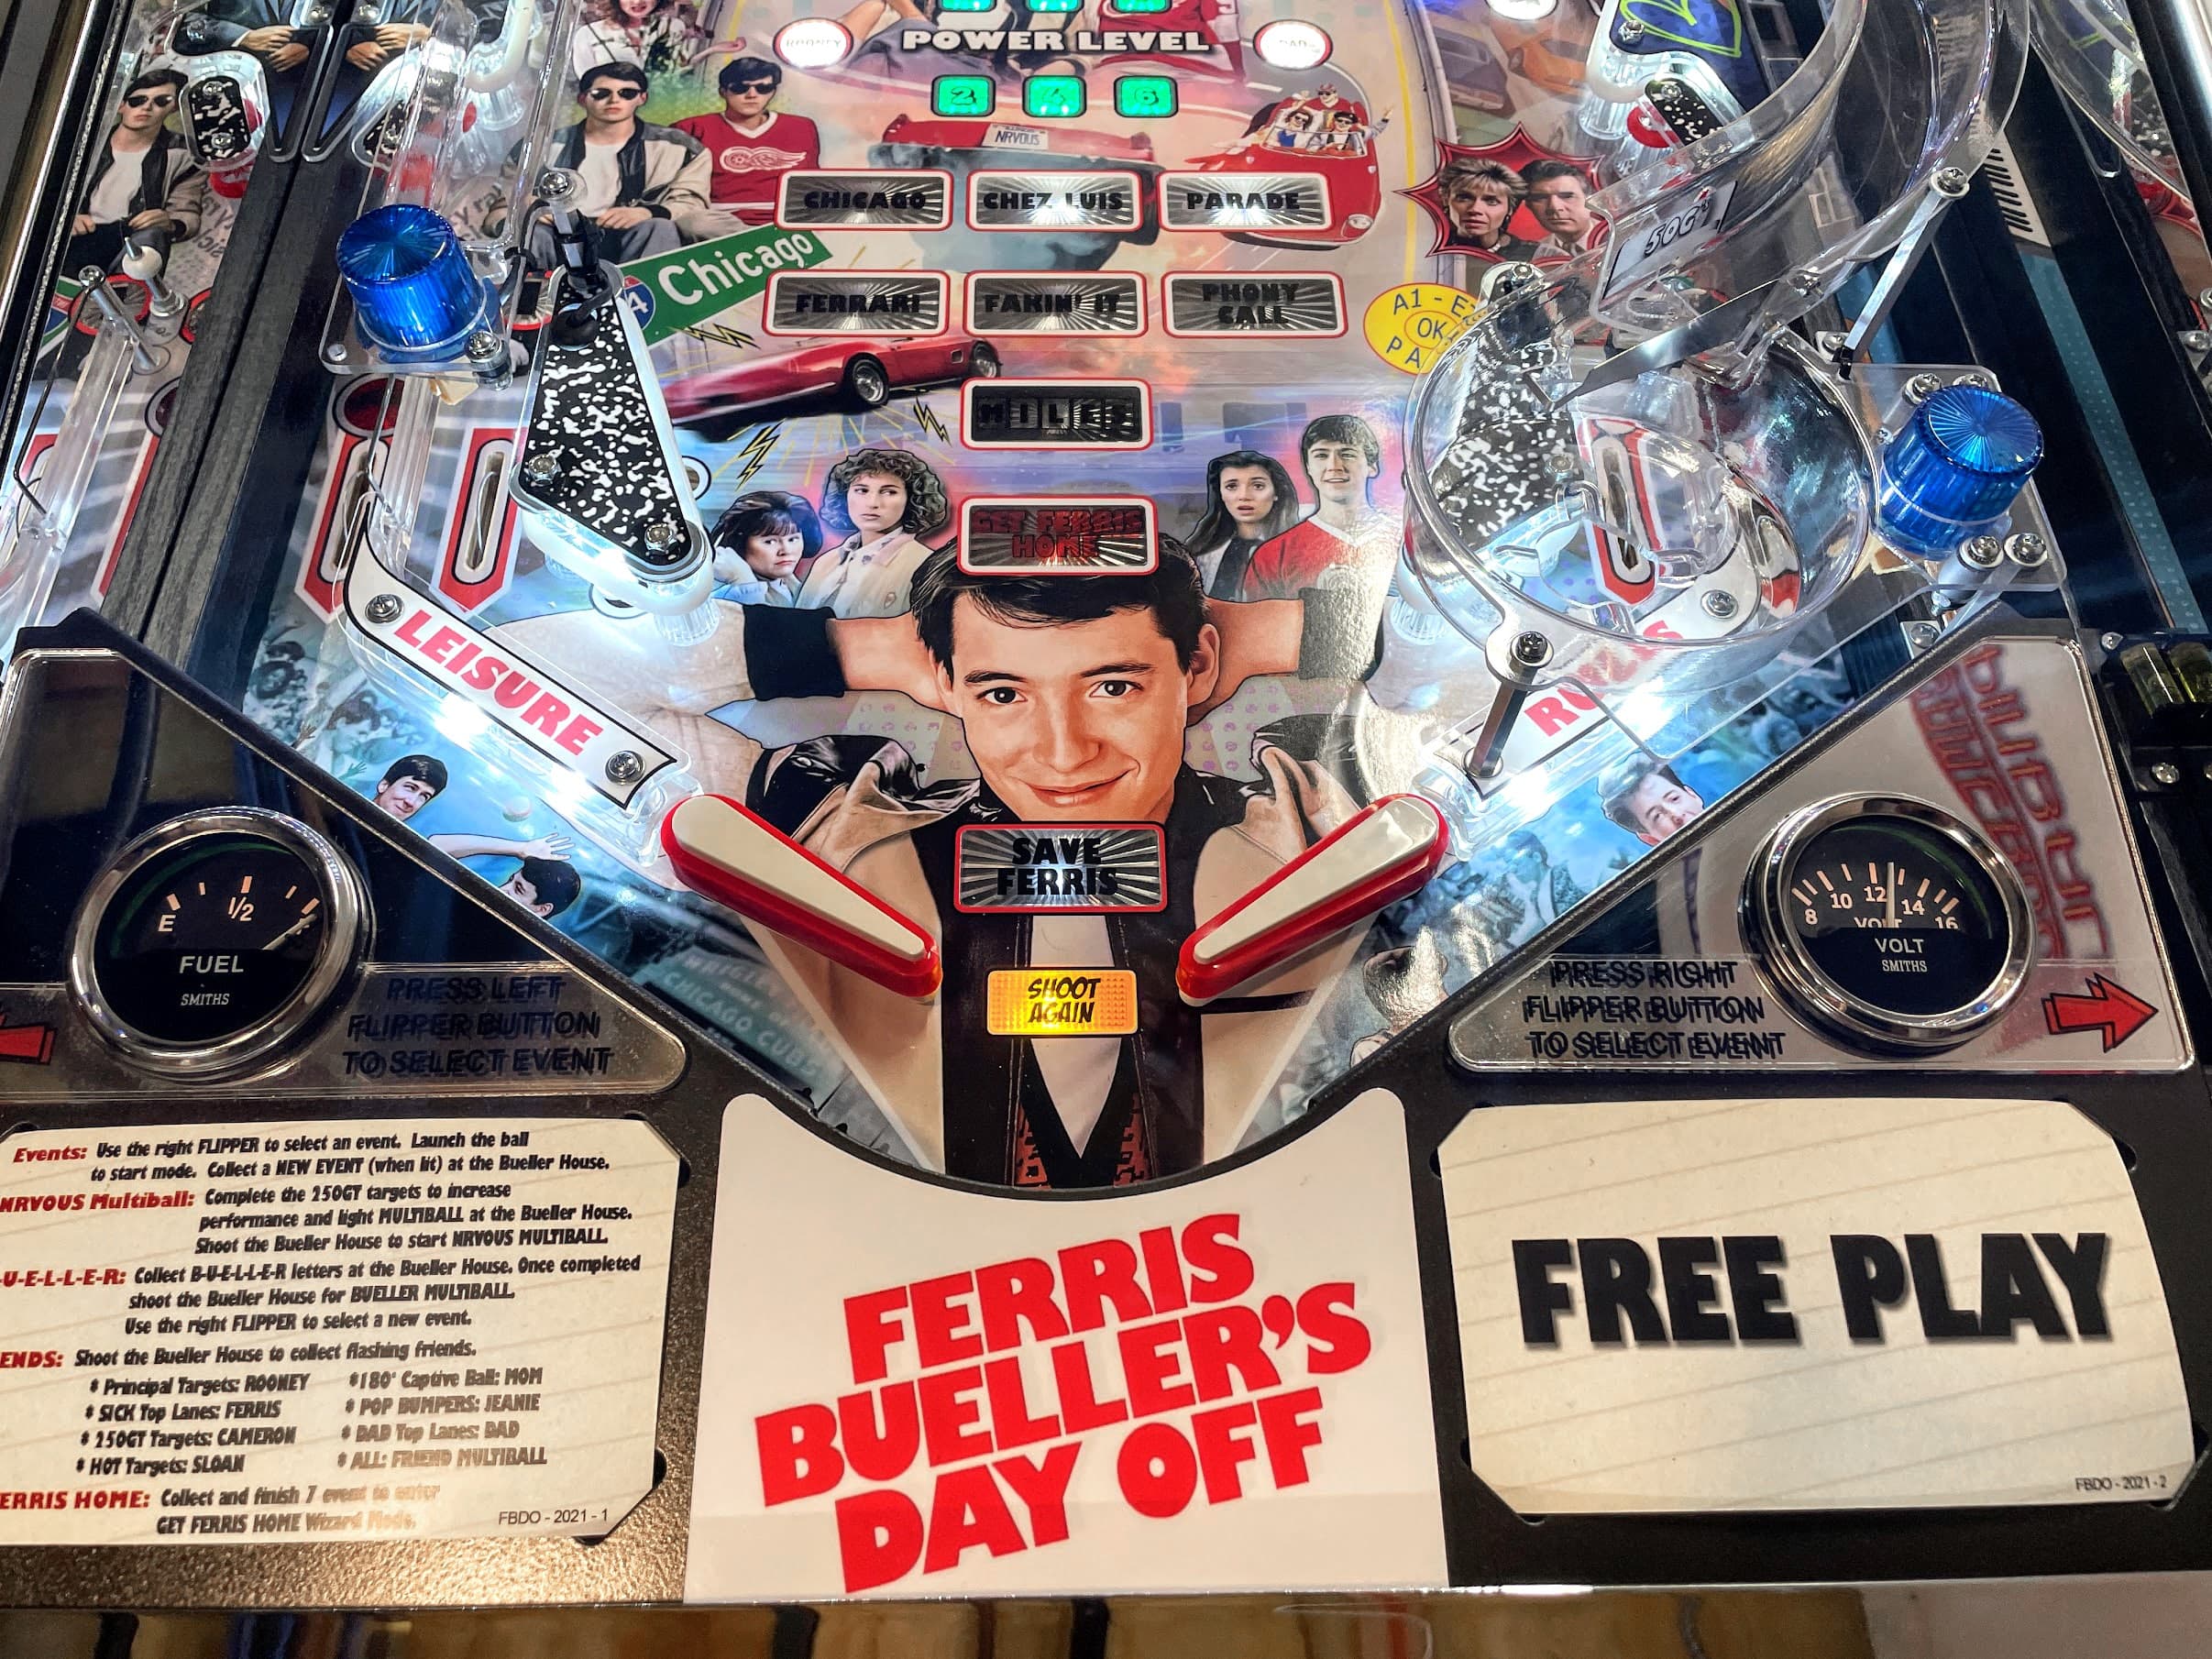 ROONEY
POWER LEVEL
2 4 6
ILLINOIS
NRVOUS
CHICAGO
CHEZ LUIS
PARADE
Chicago
FERRARI
FAKIN' IT
PHONY
CALL
A1 - E
OK
PA
MILES
GET FERRIS
HOME
LEISURE
RULES
SAVE
FERRIS
SHOOT
AGAIN
E 1/2
FUEL
SMITHS
8 10 12 14 16
VOLT
VOLT
SMITHS
PRESS LEFT
FLIPPER BUTTON
TO SELECT EVENT
PRESS RIGHT
FLIPPER BUTTON
TO SELECT EVENT
CHICAGO CUBS
Events: Use the right FLIPPER to select an event. Launch the ball
to start mode. Collect a NEW EVENT (when lit) at the Bueller House.
NRVOUS Multiball: Complete the 250GT targets to increase
performance and light MULTIBALL at the Bueller House.
Shoot the Bueller House to start NRVOUS MULTIBALL.
-U-E-L-L-E-R: Collect B-U-E-L-L-E-R letters at the Bueller House. Once completed
shoot the Bueller House for BUELLER MULTIBALL.
Use the right FLIPPER to select a new event.
ENDS: Shoot the Bueller House to collect flashing friends.
* Principal Targets: ROONEY * 180° Captive Ball: MOM
* SICK Top Lanes: FERRIS * POP BUMPERS: JEANIE
* 250GT Targets: CAMERON * DAD Top Lanes: DAD
* HOT Targets: SLOAN * ALL: FRIEND MULTIBALL
ERRIS HOME: Collect and finish 7 event to enter
GET FERRIS HOME Wizard Mode.
FBDO - 2021 - 1
FERRIS
BUELLER'S
DAY OFF
FREE PLAY
FBDO - 2021 - 2